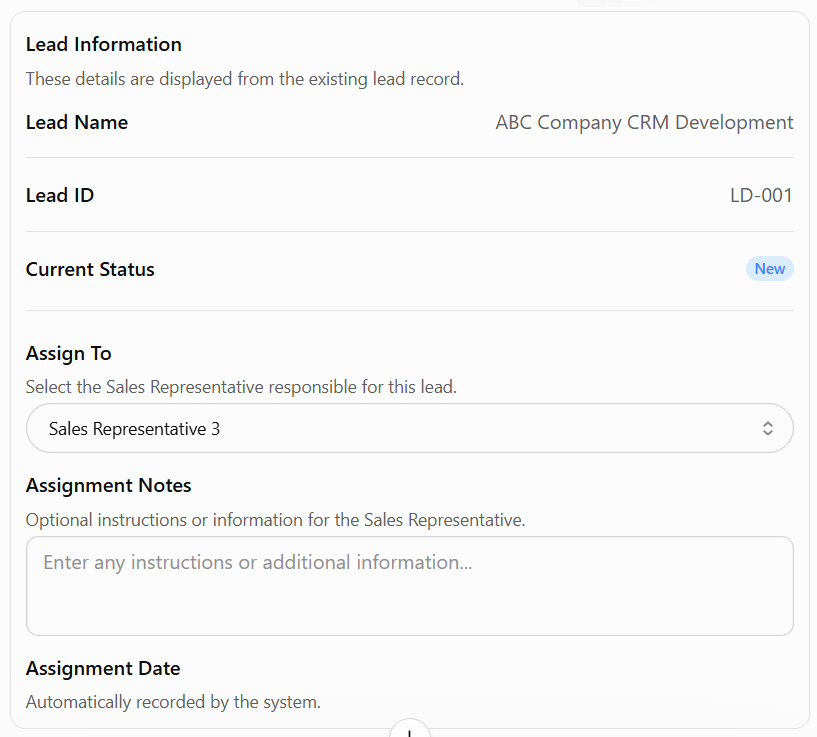 Lead Information
These details are displayed from the existing lead record.
Lead Name ABC Company CRM Development
Lead ID LD-001
Current Status New
Assign To
Select the Sales Representative responsible for this lead.
Sales Representative 3
Assignment Notes
Optional instructions or information for the Sales Representative.
Enter any instructions or additional information...
Assignment Date
Automatically recorded by the system.